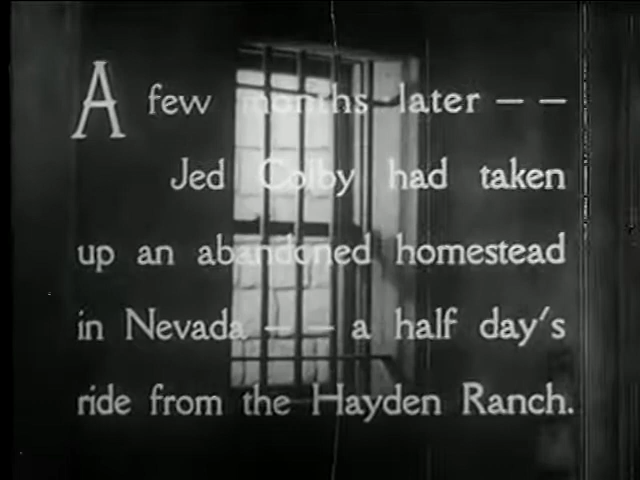 A few months later — —
Jed Colby had taken
up an abandoned homestead
in Nevada — — a half day's
ride from the Hayden Ranch.